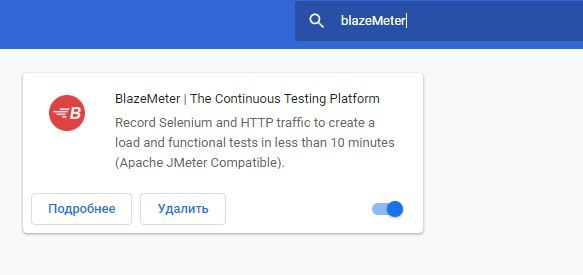 blazeMeter
B
BlazeMeter | The Continuous Testing Platform
Record Selenium and HTTP traffic to create a
load and functional tests in less than 10 minutes
(Apache JMeter Compatible).
Подробнее
Удалить